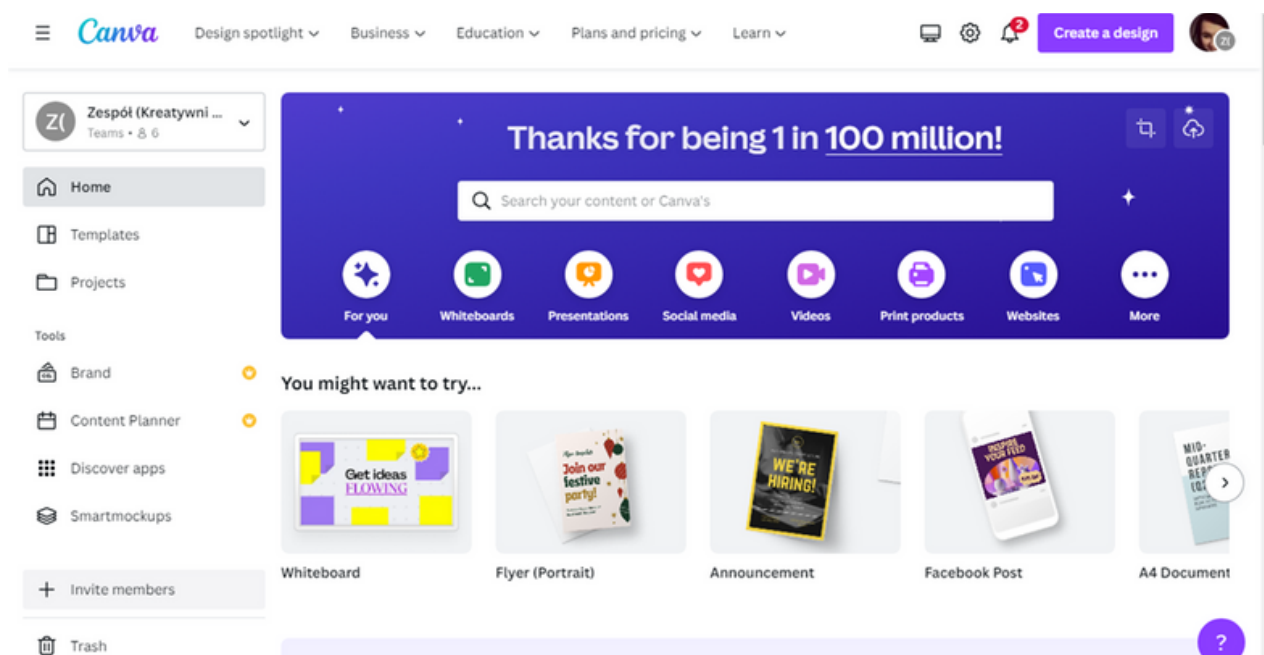 Canva
Design spotlight
Business
Education
Plans and pricing
Learn
2
Create a design
Z(
Z(
Zespół (Kreatywni ...
Teams • 6
Home
Templates
Projects
Tools
Brand
Content Planner
Discover apps
Smartmockups
Invite members
Trash
Thanks for being 1 in 100 million!
Search your content or Canva's
For you
Whiteboards
Presentations
Social media
Videos
Print products
Websites
More
You might want to try...
Get ideas
FLOWING
Join our
festive
party!
WE'RE
HIRING!
INSPIRE
YOUR FEED
MID-
QUARTER
Whiteboard
Flyer (Portrait)
Announcement
Facebook Post
A4 Document
?